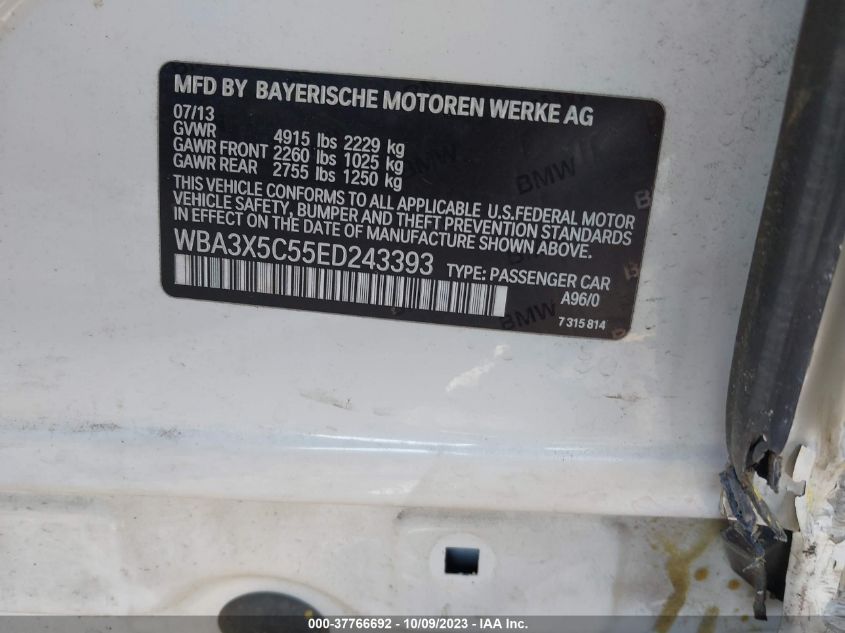 MFD BY BAYERISCHE MOTOREN WERKE AG
07/13
GVWR 4915 lbs 2229 kg
GAWR FRONT 2260 lbs 1025 kg
GAWR REAR 2755 lbs 1250 kg
THIS VEHICLE CONFORMS TO ALL APPLICABLE U.S.FEDERAL MOTOR
VEHICLE SAFETY, BUMPER AND THEFT PREVENTION STANDARDS
IN EFFECT ON THE DATE OF MANUFACTURE SHOWN ABOVE.
WBA3X5C55ED243393 TYPE: PASSENGER CAR
A96/0
7 315 814
BMW
BMW
BMW
000-37766692 - 10/09/2023 - IAA Inc.